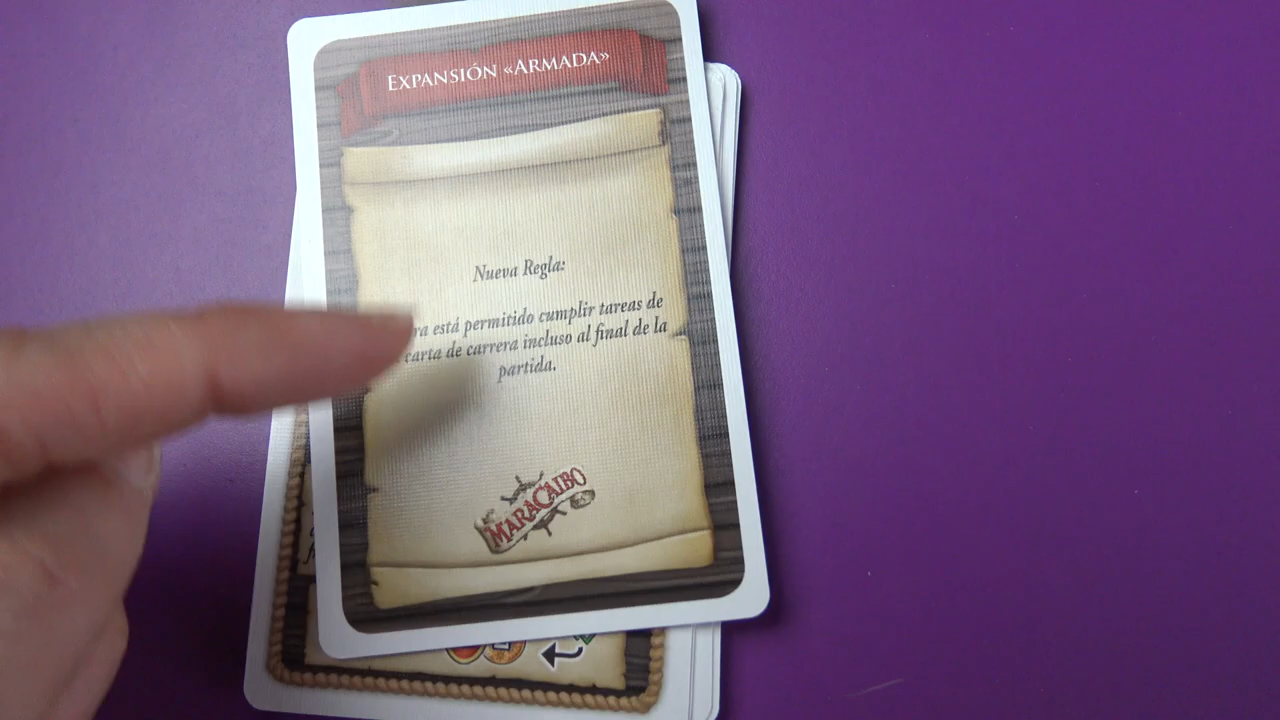 EXPANSIÓN «ARMADA»
Nueva Regla:
está permitido cumplir tareas de
carta de carrera incluso al final de la
partida.
MARACAIBO